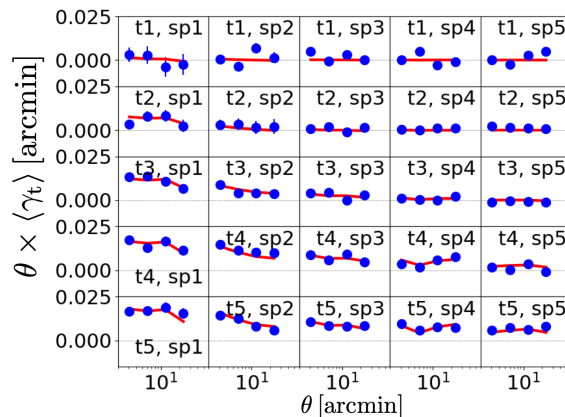 0.025
t1, sp1 t1, sp2 t1, sp3 t1, sp4 t1, sp5
0.000
0.025
t2, sp1 t2, sp2 t2, sp3 t2, sp4 t2, sp5
0.000
0.025
t3, sp1 t3, sp2 t3, sp3 t3, sp4 t3, sp5
0.000
0.025
t4, sp1 t4, sp2 t4, sp3 t4, sp4 t4, sp5
0.000
0.025
t5, sp1 t5, sp2 t5, sp3 t5, sp4 t5, sp5
0.000
θ × ⟨γₜ⟩ [arcmin]
10¹ 10¹ 10¹ 10¹ 10¹
θ [arcmin]